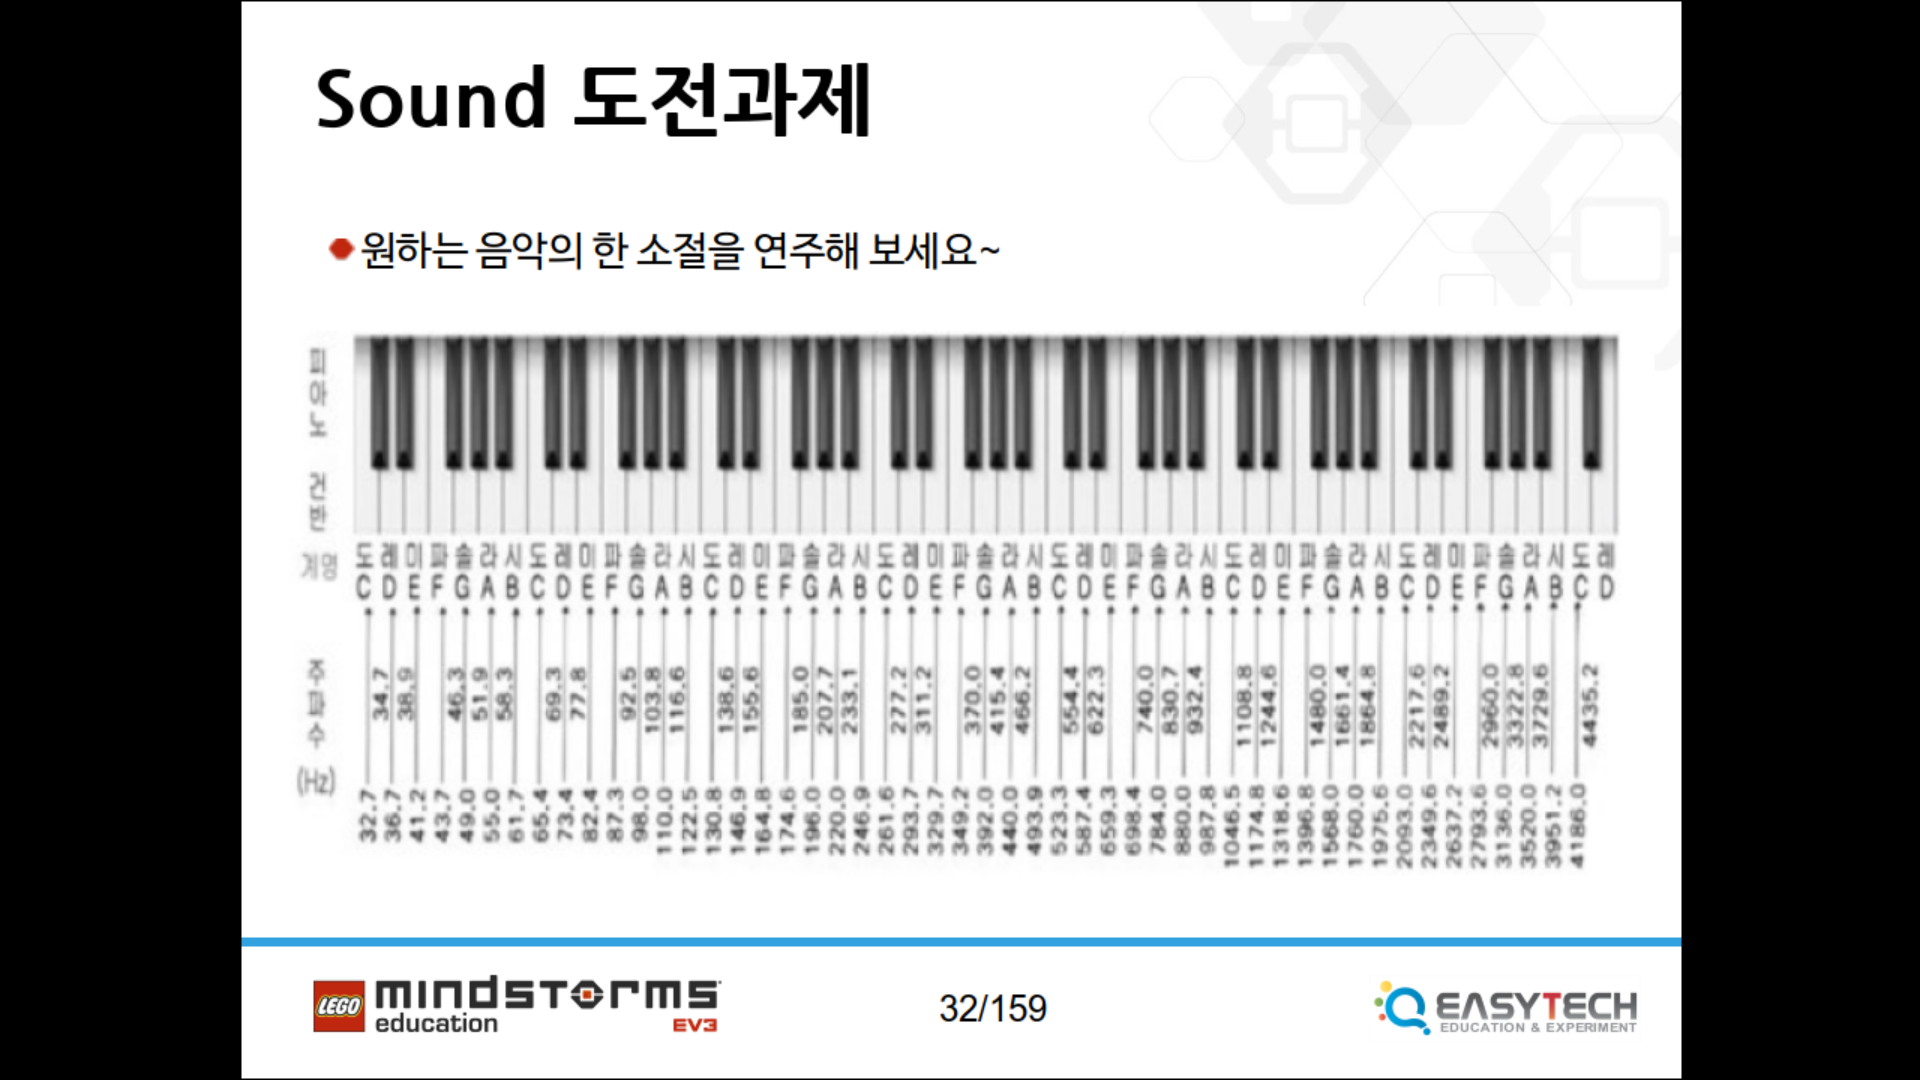 Sound 도전과제
원하는 음악의 한 소절을 연주해 보세요~
피아노 건반
계명
도 레 미 파 솔 라 시 도 레 미 파 솔 라 시 도 레 미 파 솔 라 시 도 레 미 파 솔 라 시 도 레 미 파 솔 라 시 도 레 미 파 솔 라 시 도 레 미 파 솔 라 시 도 레
C D E F G A B C D E F G A B C D E F G A B C D E F G A B C D E F G A B C D E F G A B C D E F G A B C D
주파수 (Hz)
34.7 38.9 46.3 51.9 58.3 69.3 77.8 92.5 103.8 116.6 138.6 155.6 185.0 207.7 233.1 277.2 311.2 370.0 415.4 466.2 554.4 622.3 740.0 830.7 932.4 1108.8 1244.6 1480.0 1661.4 1864.8 2217.6 2489.2 2960.0 3322.8 3729.6 4435.2
32.7 36.7 41.2 43.7 49.0 55.0 61.7 65.4 73.4 82.4 87.3 98.0 110.0 122.5 130.8 146.9 164.8 174.6 196.0 220.0 246.9 261.6 293.7 329.7 349.2 392.0 440.0 493.9 523.3 587.4 659.3 698.4 784.0 880.0 987.8 1046.5 1174.8 1318.6 1396.8 1568.0 1760.0 1975.6 2093.0 2349.6 2637.2 2793.6 3136.0 3520.0 3951.2 4186.0
LEGO mindstorms
education EV3
32/159
EASYTECH
EDUCATION & EXPERIMENT